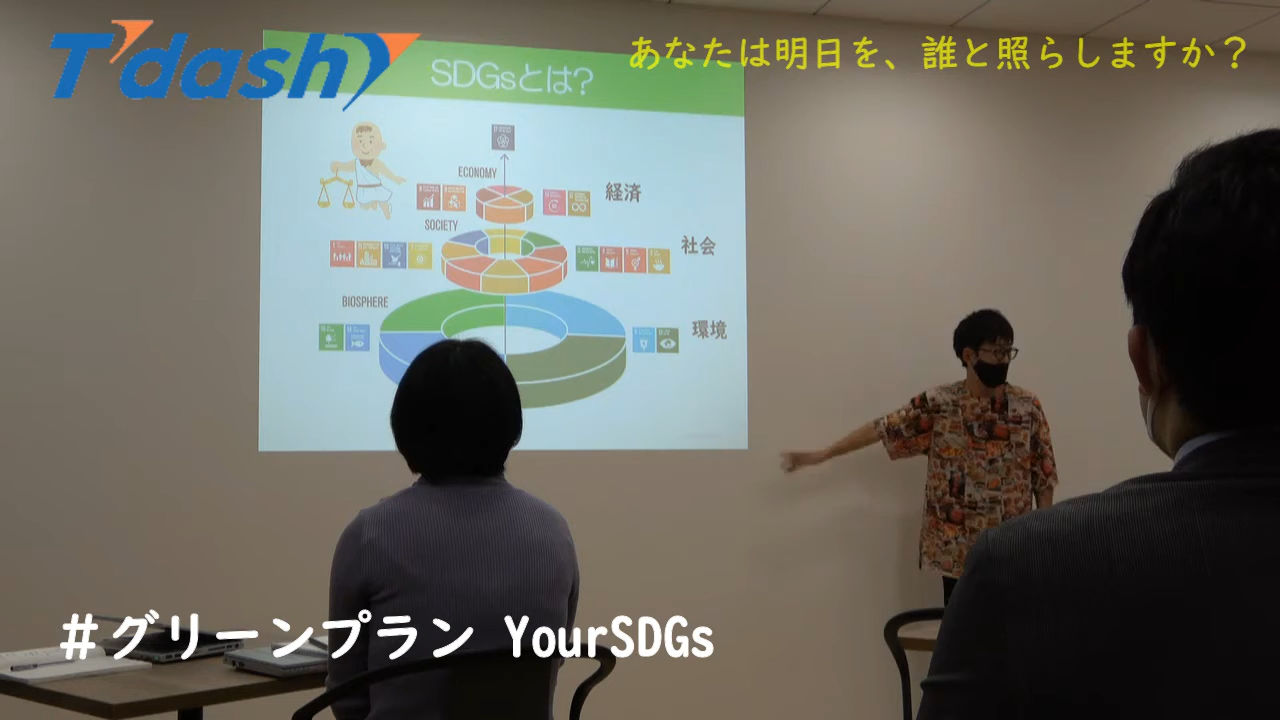 T'dash
あなたは明日を、誰と照らしますか？
SDGsとは?
ECONOMY
経済
SOCIETY
社会
BIOSPHERE
環境
#グリーンプラン YourSDGs